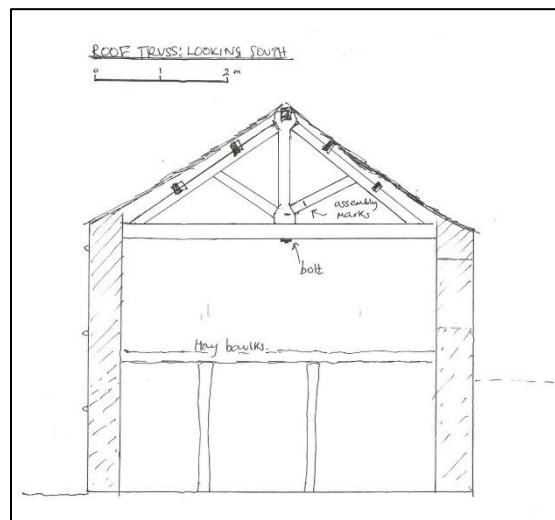 ROOF TRUSS: LOOKING SOUTH
0 1 2 m
assembly
marks
bolt
Hay bawlks